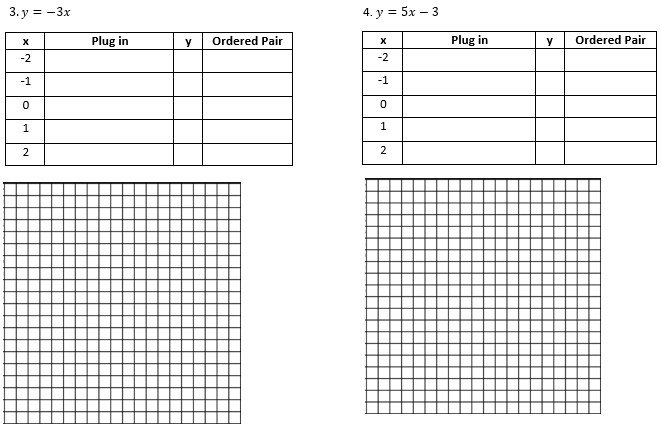 3. y = −3x
x Plug in y Ordered Pair
-2
-1
0
1
2
4. y = 5x − 3
x Plug in y Ordered Pair
-2
-1
0
1
2